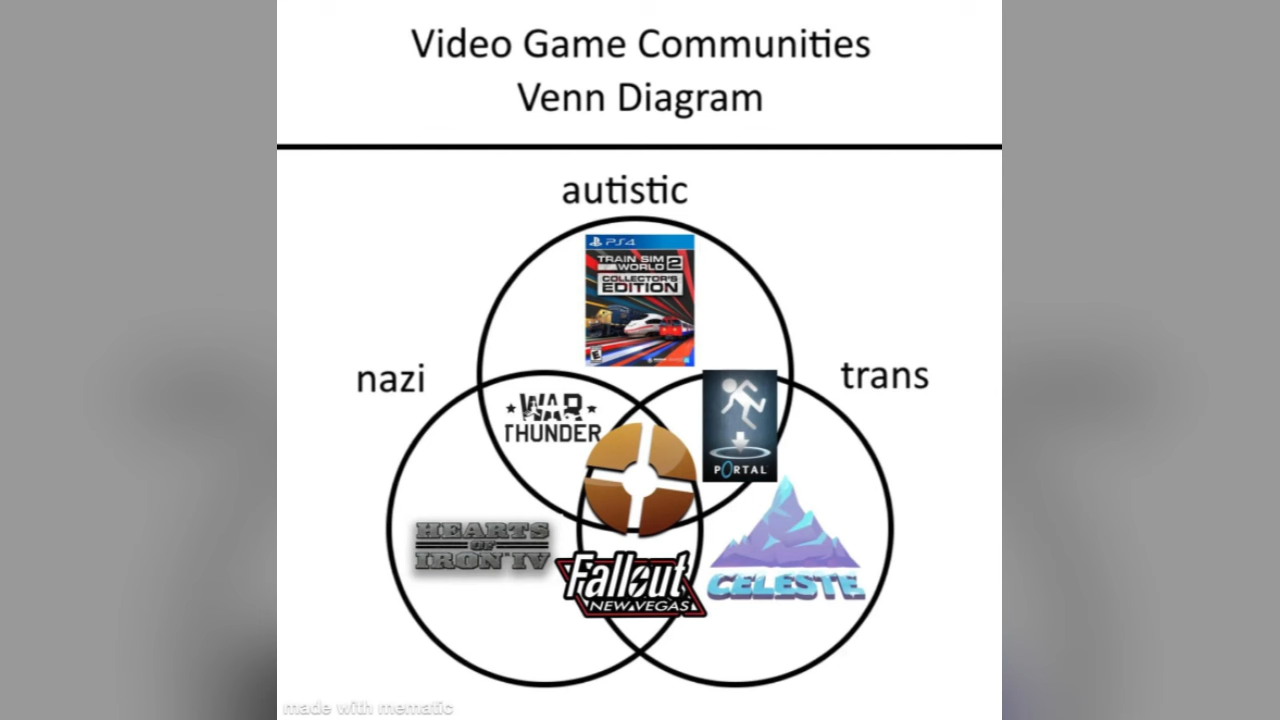 Video Game Communities
Venn Diagram
autistic
PS4
TRAIN SIM
WORLD 2
COLLECTOR'S
EDITION
E
nazi
trans
WAR
THUNDER
PORTAL
HEARTS
OF
IRON IV
Fallout
NEW VEGAS
CELESTE
made with mematic